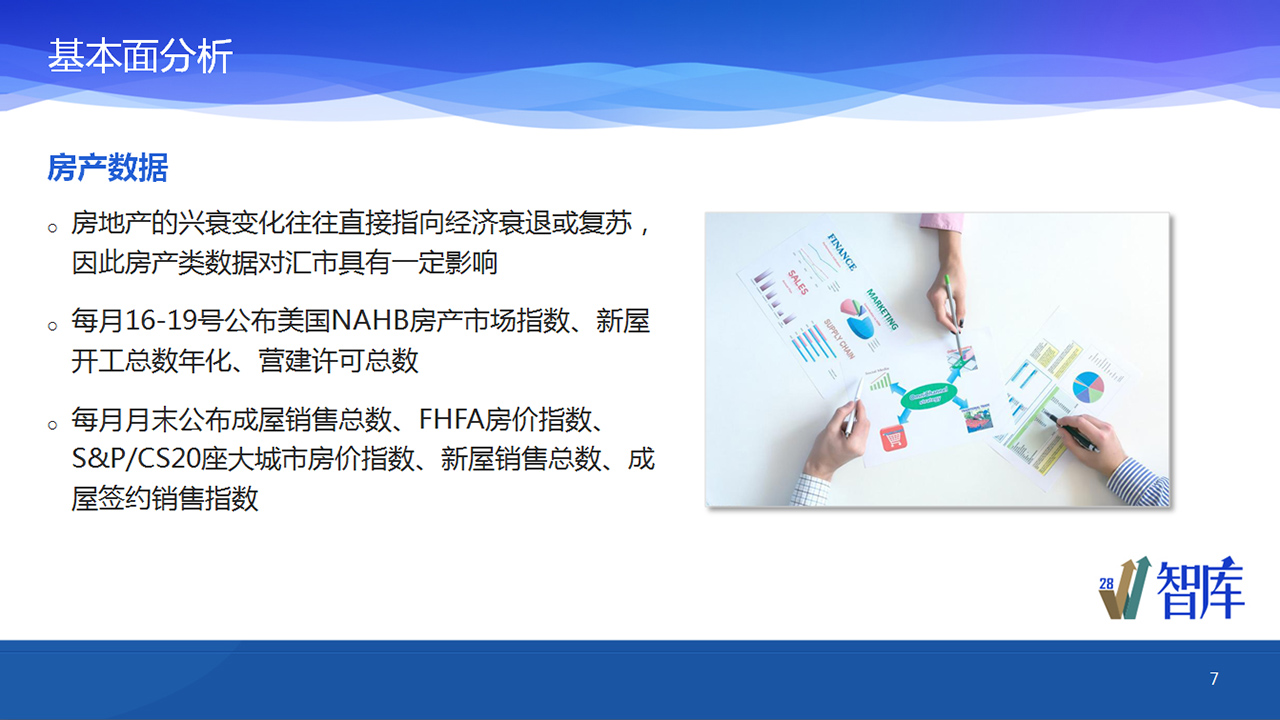 基本面分析
房产数据
房地产的兴衰变化往往直接指向经济衰退或复苏，
因此房产类数据对汇市具有一定影响
每月16-19号公布美国NAHB房产市场指数、新屋
开工总数年化、营建许可总数
每月月末公布成屋销售总数、FHFA房价指数、
S&P/CS20座大城市房价指数、新屋销售总数、成
屋签约销售指数
FINANCE
SALES
MARKETING
SUPPLY CHAIN
Social Media
OmniChannel
strategy
28
智库
7